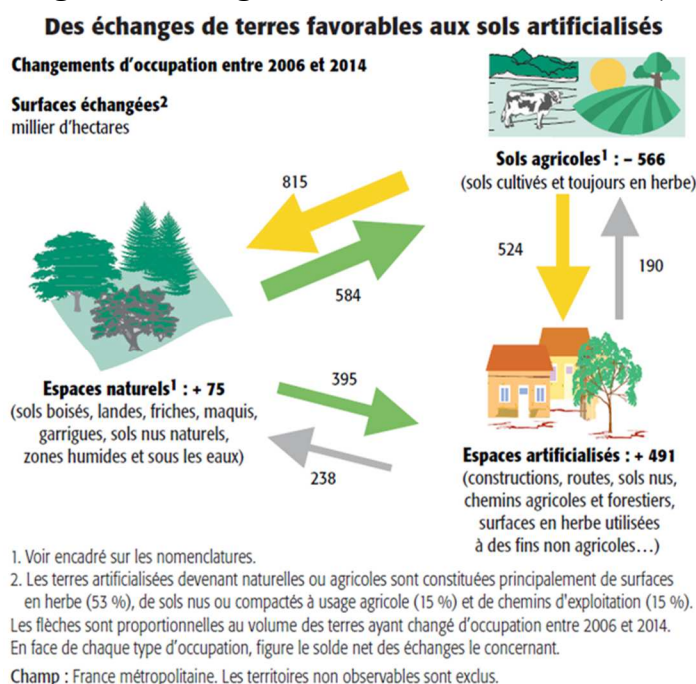 Des échanges de terres favorables aux sols artificialisés
Changements d'occupation entre 2006 et 2014
Surfaces échangées2
millier d'hectares
Sols agricoles1 : – 566
(sols cultivés et toujours en herbe)
815
584
524
190
Espaces naturels1 : + 75
(sols boisés, landes, friches, maquis,
garrigues, sols nus naturels,
zones humides et sous les eaux)
395
238
Espaces artificialisés : + 491
(constructions, routes, sols nus,
chemins agricoles et forestiers,
surfaces en herbe utilisées
à des fins non agricoles…)
1. Voir encadré sur les nomenclatures.
2. Les terres artificialisées devenant naturelles ou agricoles sont constituées principalement de surfaces
en herbe (53 %), de sols nus ou compactés à usage agricole (15 %) et de chemins d'exploitation (15 %).
Les flèches sont proportionnelles au volume des terres ayant changé d'occupation entre 2006 et 2014.
En face de chaque type d'occupation, figure le solde net des échanges le concernant.
Champ : France métropolitaine. Les territoires non observables sont exclus.